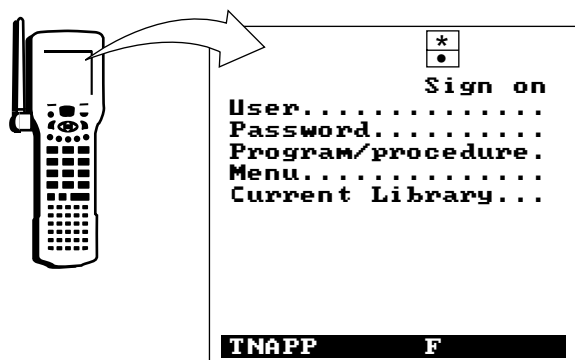 *
•
Sign on
User..............
Password..........
Program/procedure.
Menu..............
Current Library...
TNAPP F